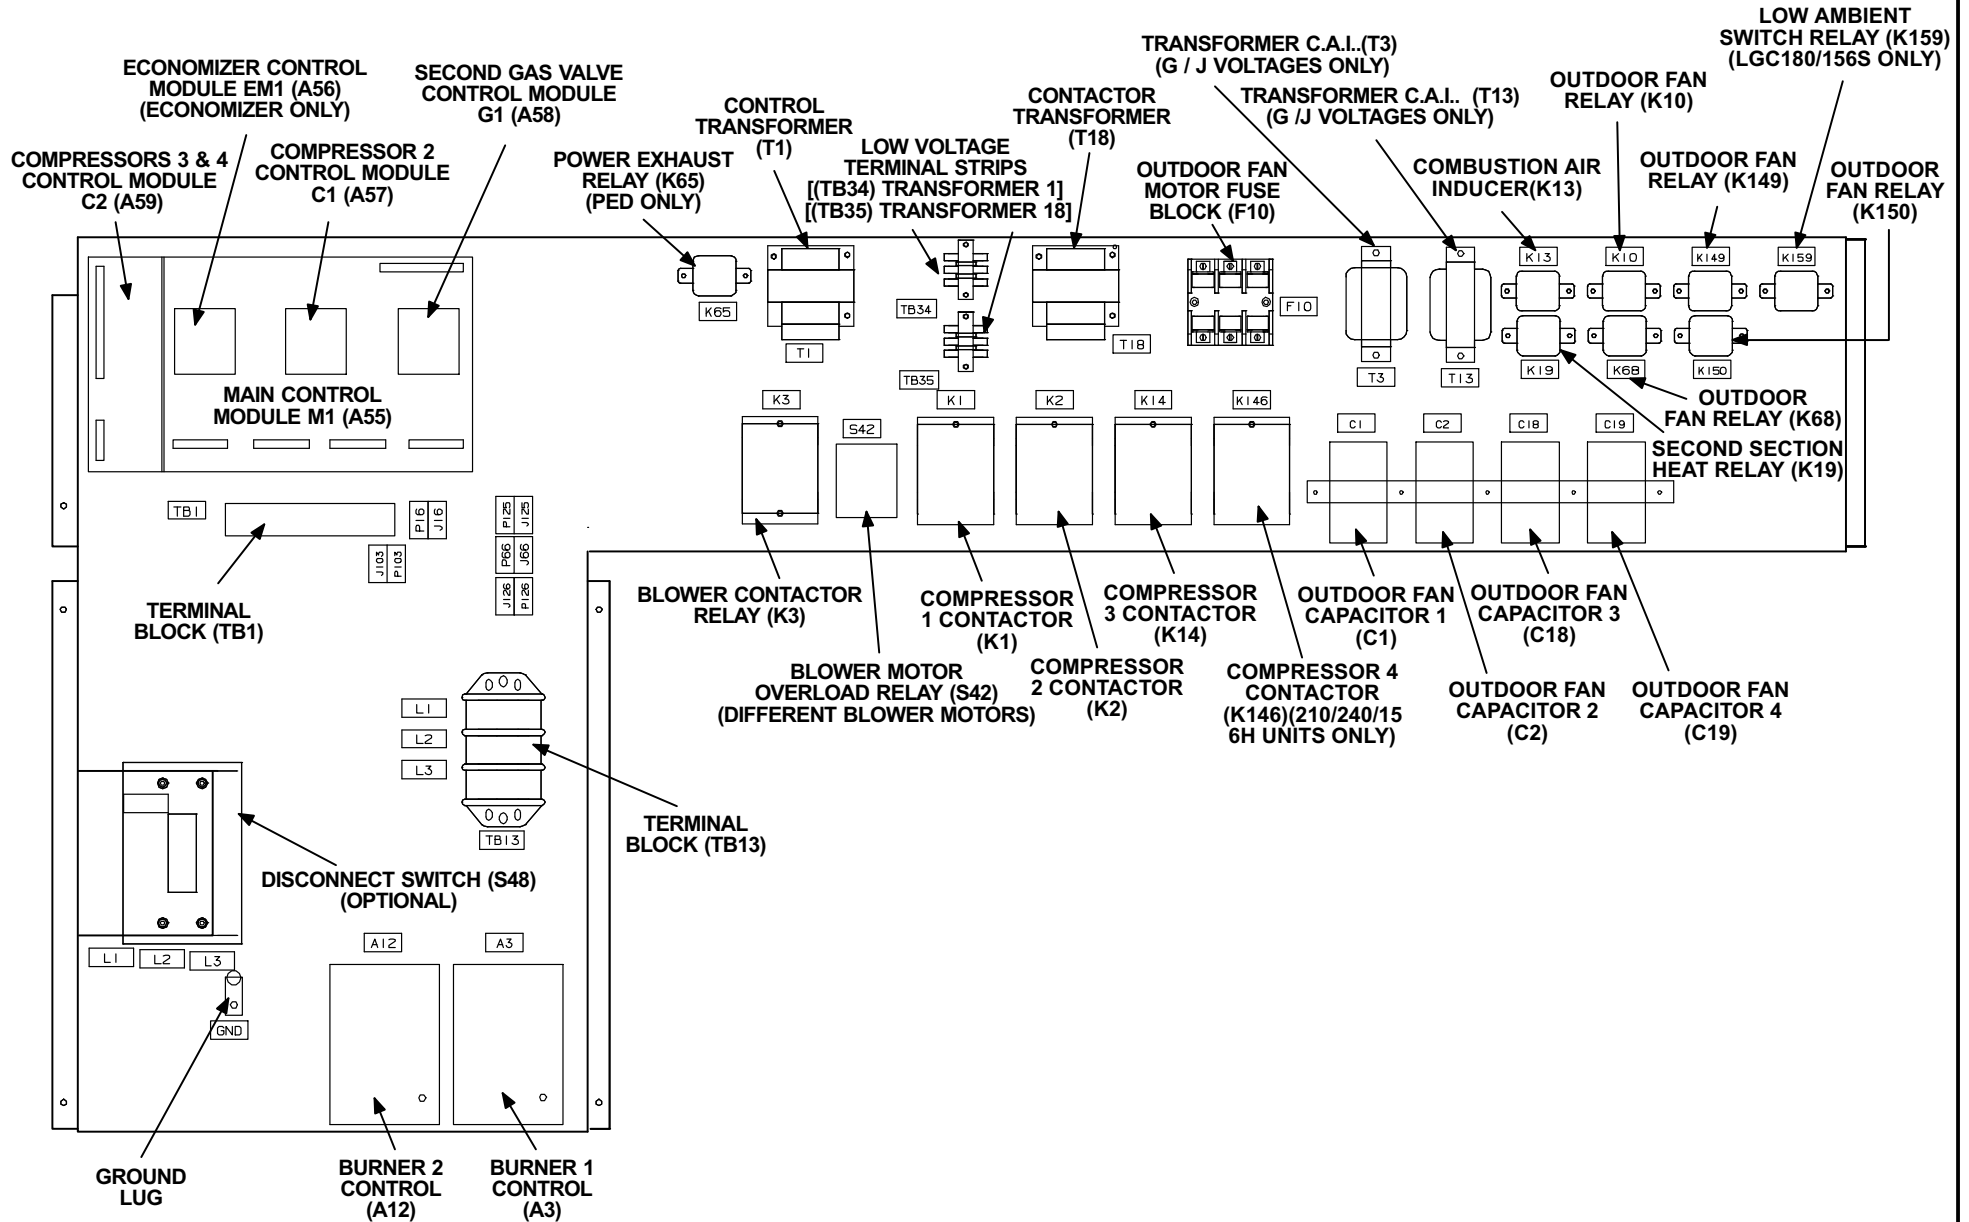 ECONOMIZER CONTROL
MODULE EM1 (A56)
(ECONOMIZER ONLY)
SECOND GAS VALVE
CONTROL MODULE
G1 (A58)
COMPRESSORS 3 & 4
CONTROL MODULE
C2 (A59)
COMPRESSOR 2
CONTROL MODULE
C1 (A57)
CONTROL
TRANSFORMER
(T1)
POWER EXHAUST
RELAY (K65)
(PED ONLY)
LOW VOLTAGE
TERMINAL STRIPS
[(TB34) TRANSFORMER 1]
[(TB35) TRANSFORMER 18]
CONTACTOR
TRANSFORMER
(T18)
TRANSFORMER C.A.I..(T3)
(G / J VOLTAGES ONLY)
TRANSFORMER C.A.I.. (T13)
(G /J VOLTAGES ONLY)
OUTDOOR FAN
MOTOR FUSE
BLOCK (F10)
COMBUSTION AIR
INDUCER(K13)
OUTDOOR FAN
RELAY (K10)
LOW AMBIENT
SWITCH RELAY (K159)
(LGC180/156S ONLY)
OUTDOOR FAN
RELAY (K149)
OUTDOOR
FAN RELAY
(K150)
K65
T1
TB34
TB35
T18
F10
T3
T13
K13
K10
K149
K159
K19
K68
K150
MAIN CONTROL
MODULE M1 (A55)
OUTDOOR
FAN RELAY (K68)
SECOND SECTION
HEAT RELAY (K19)
K3
S42
K1
K2
K14
K146
C1
C2
C18
C19
TB1
P16
J16
J103
P103
P125
J125
P66
J66
J126
P126
TERMINAL
BLOCK (TB1)
BLOWER CONTACTOR
RELAY (K3)
BLOWER MOTOR
OVERLOAD RELAY (S42)
(DIFFERENT BLOWER MOTORS)
COMPRESSOR
1 CONTACTOR
(K1)
COMPRESSOR
2 CONTACTOR
(K2)
COMPRESSOR
3 CONTACTOR
(K14)
COMPRESSOR 4
CONTACTOR
(K146)(210/240/15
6H UNITS ONLY)
OUTDOOR FAN
CAPACITOR 1
(C1)
OUTDOOR FAN
CAPACITOR 2
(C2)
OUTDOOR FAN
CAPACITOR 3
(C18)
OUTDOOR FAN
CAPACITOR 4
(C19)
L1
L2
L3
TB13
TERMINAL
BLOCK (TB13)
DISCONNECT SWITCH (S48)
(OPTIONAL)
L1
L2
L3
GND
A12
A3
GROUND
LUG
BURNER 2
CONTROL
(A12)
BURNER 1
CONTROL
(A3)